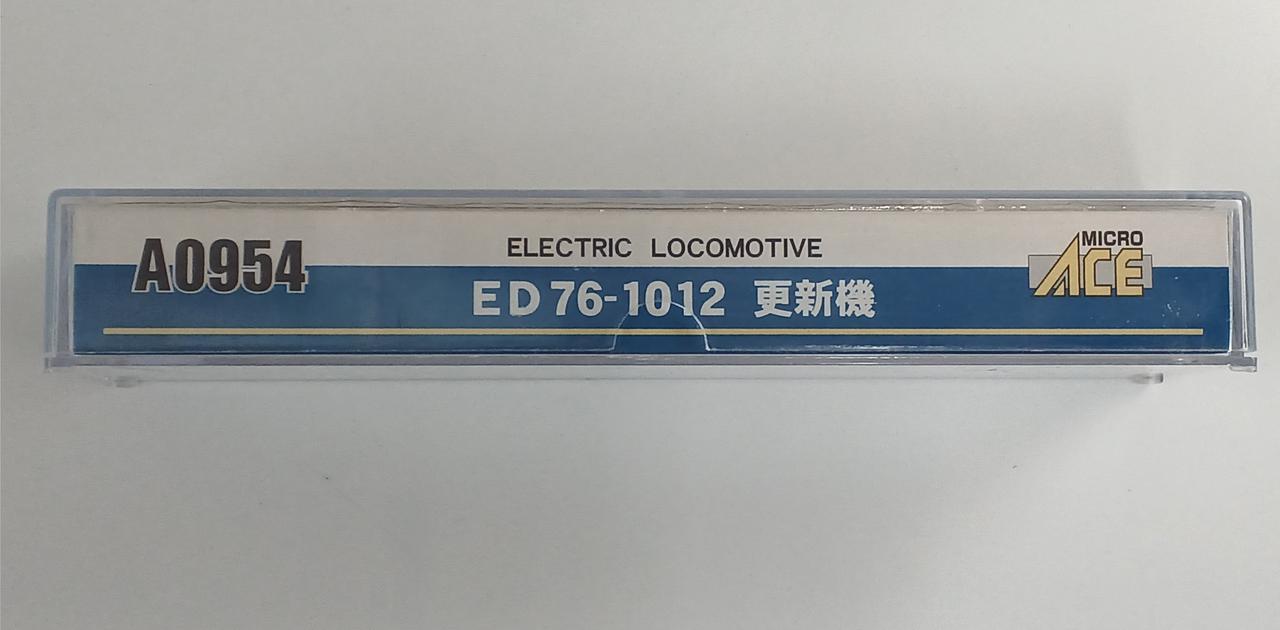 A0954
ELECTRIC LOCOMOTIVE
ED76-1012 更新機
MICRO
ACE